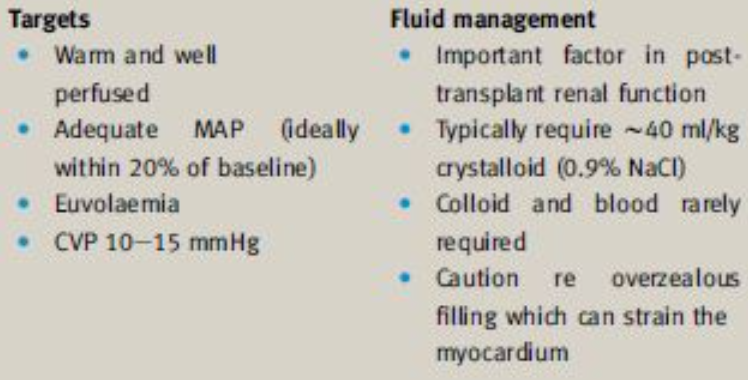 Targets
• Warm and well
perfused
• Adequate MAP (ideally
within 20% of baseline)
• Euvolaemia
• CVP 10–15 mmHg
Fluid management
• Important factor in post-
transplant renal function
• Typically require ~40 ml/kg
crystalloid (0.9% NaCl)
• Colloid and blood rarely
required
• Caution re overzealous
filling which can strain the
myocardium